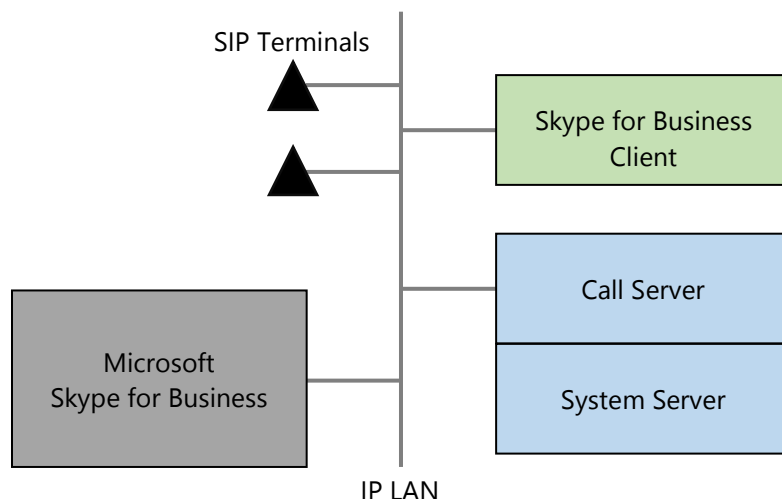 SIP Terminals
Skype for Business
Client
Call Server
Microsoft
Skype for Business
System Server
IP LAN